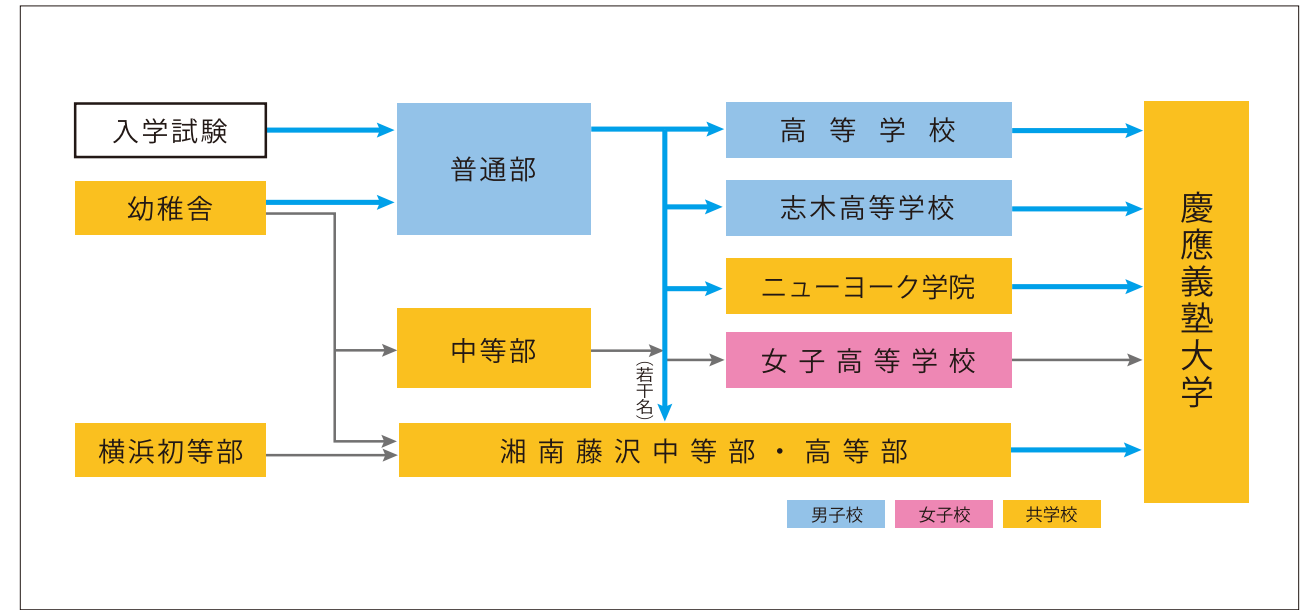 入学試験
幼稚舎
横浜初等部
普通部
中等部
(若干名)
高等学校
志木高等学校
ニューヨーク学院
女子高等学校
湘南藤沢中等部・高等部
慶應義塾大学
男子校
女子校
共学校